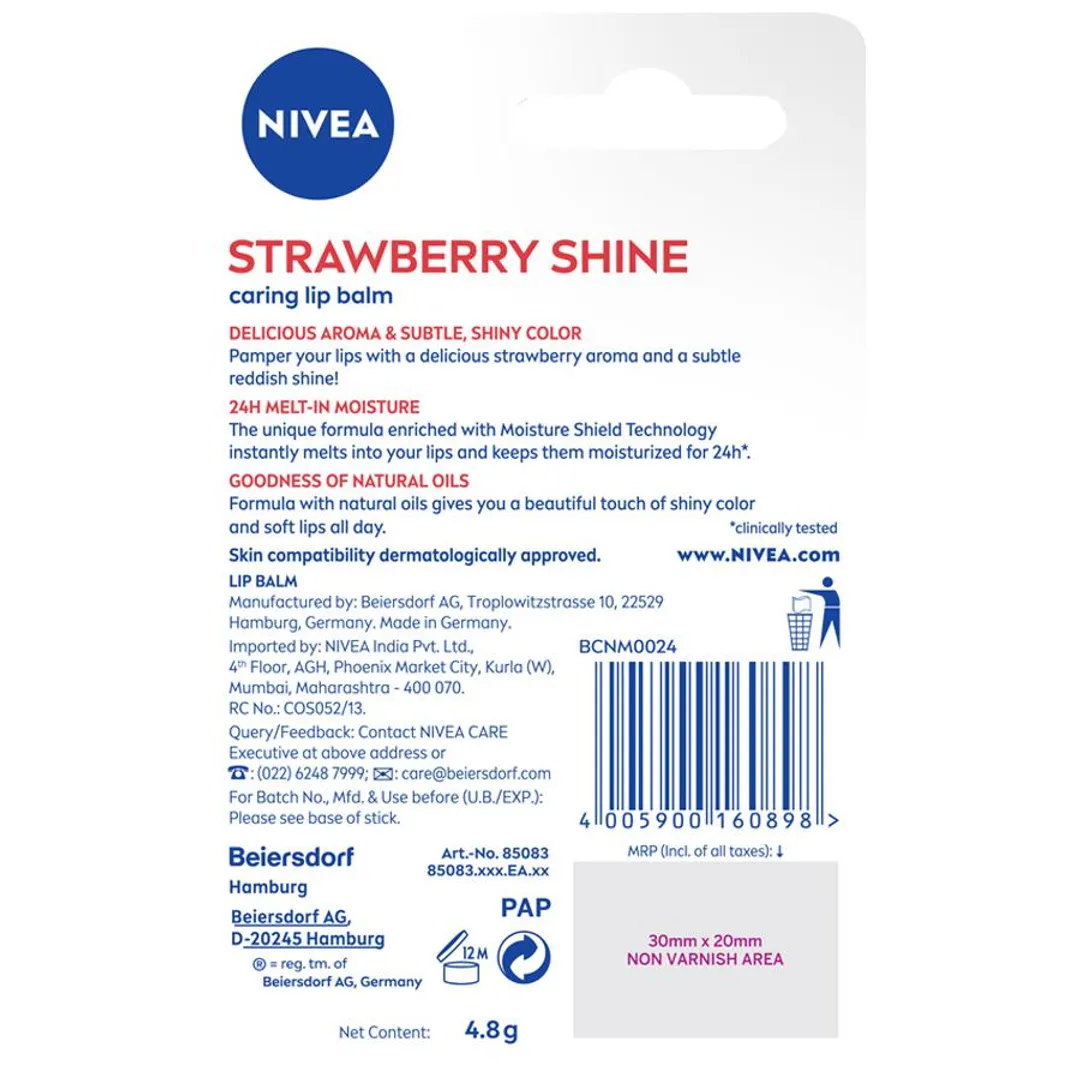 NIVEA
STRAWBERRY SHINE
caring lip balm
DELICIOUS AROMA & SUBTLE, SHINY COLOR
Pamper your lips with a delicious strawberry aroma and a subtle
reddish shine!
24H MELT-IN MOISTURE
The unique formula enriched with Moisture Shield Technology
instantly melts into your lips and keeps them moisturized for 24h*.
GOODNESS OF NATURAL OILS
Formula with natural oils gives you a beautiful touch of shiny color
and soft lips all day.
*clinically tested
Skin compatibility dermatologically approved.
www.NIVEA.com
LIP BALM
Manufactured by: Beiersdorf AG, Troplowitzstrasse 10, 22529
Hamburg, Germany. Made in Germany.
Imported by: NIVEA India Pvt. Ltd.,
4th Floor, AGH, Phoenix Market City, Kurla (W),
Mumbai, Maharashtra - 400 070.
RC No.: COS052/13.
Query/Feedback: Contact NIVEA CARE
Executive at above address or
☎: (022) 6248 7999; ✉: care@beiersdorf.com
For Batch No., Mfd. & Use before (U.B./EXP.):
Please see base of stick.
BCNM0024
4 005900 160898 >
MRP (Incl. of all taxes): ↓
30mm x 20mm
NON VARNISH AREA
Beiersdorf
Hamburg
Art.-No. 85083
85083.xxx.EA.xx
Beiersdorf AG,
D-20245 Hamburg
PAP
12 M
® = reg. tm. of
Beiersdorf AG, Germany
Net Content: 4.8 g